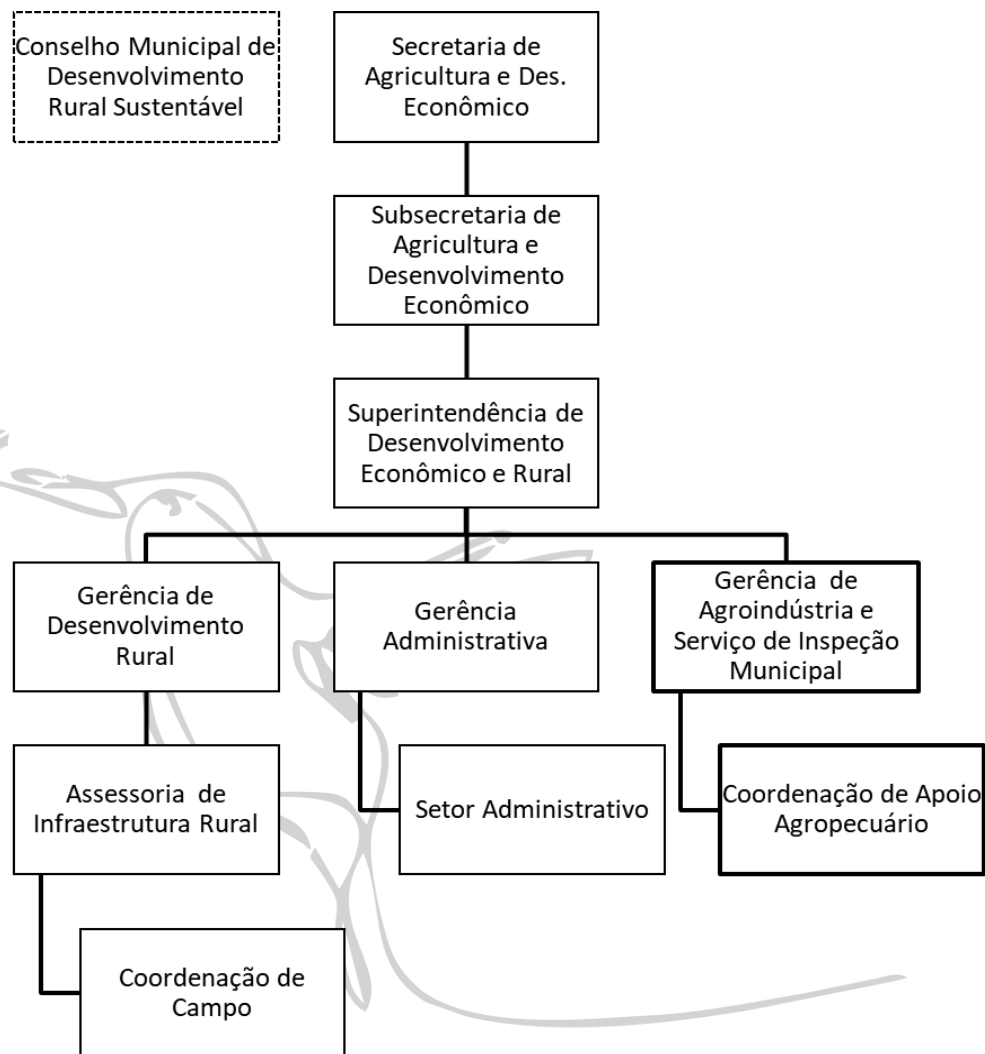 Conselho Municipal de
Desenvolvimento
Rural Sustentável
Secretaria de
Agricultura e Des.
Econômico
Subsecretaria de
Agricultura e
Desenvolvimento
Econômico
Superintendência de
Desenvolvimento
Econômico e Rural
Gerência de
Desenvolvimento
Rural
Gerência
Administrativa
Gerência de
Agroindústria e
Serviço de Inspeção
Municipal
Assessoria de
Infraestrutura Rural
Setor Administrativo
Coordenação de Apoio
Agropecuário
Coordenação de
Campo